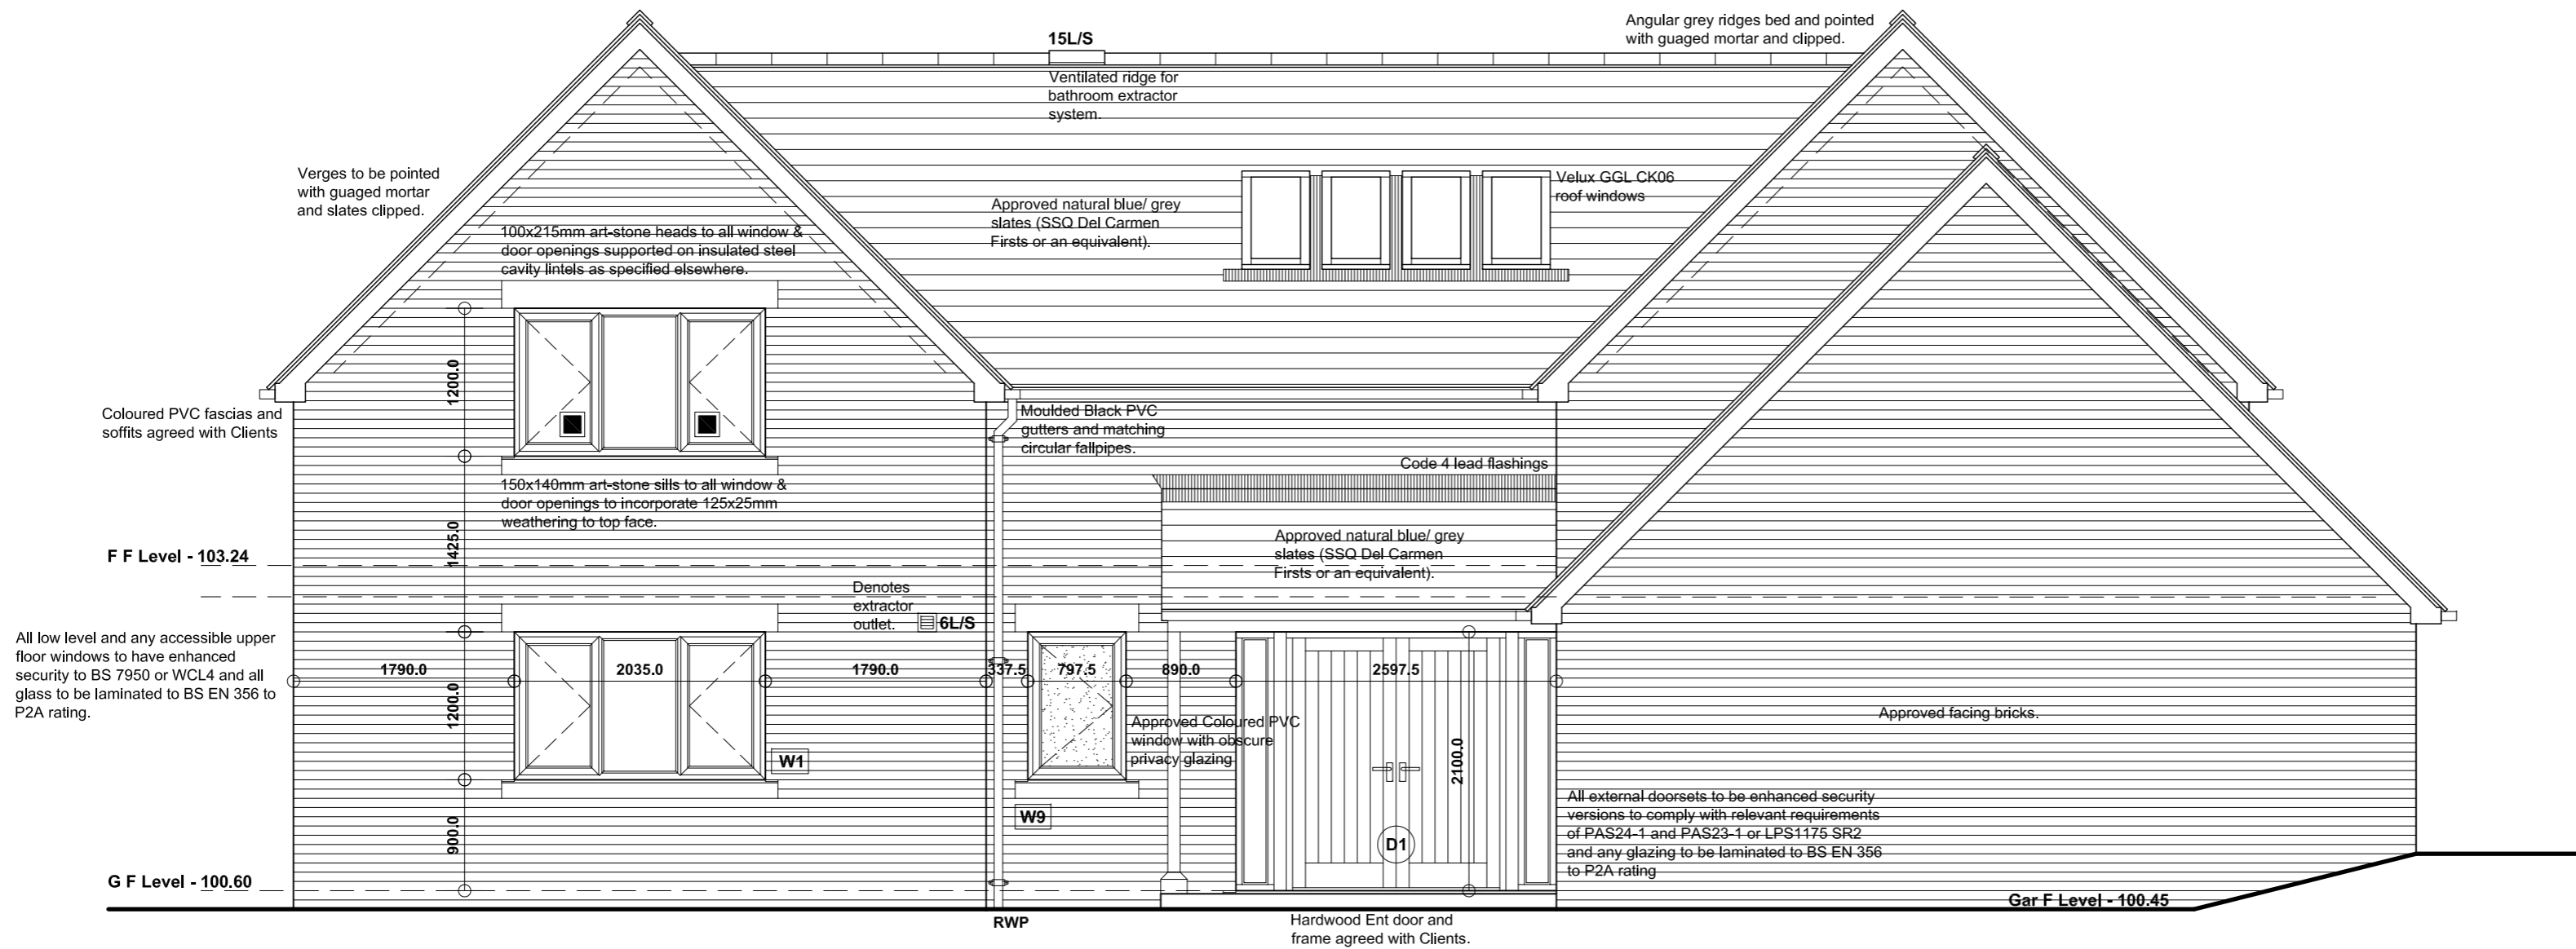 Angular grey ridges bed and pointed
with guaged mortar and clipped.
15L/S
Ventilated ridge for
bathroom extractor
system.
Verges to be pointed
with guaged mortar
and slates clipped.
Velux GGL CK06
roof windows
Approved natural blue/ grey
slates (SSQ Del Carmen
Firsts or an equivalent).
100x215mm art-stone heads to all window &
door openings supported on insulated steel
cavity lintels as specified elsewhere.
1200.0
Coloured PVC fascias and
soffits agreed with Clients
Moulded Black PVC
gutters and matching
circular fallpipes.
Code 4 lead flashings
150x140mm art-stone sills to all window &
door openings to incorporate 125x25mm
weathering to top face.
1425.0
Approved natural blue/ grey
slates (SSQ Del Carmen
Firsts or an equivalent).
F F Level - 103.24
Denotes
extractor
outlet.
6L/S
All low level and any accessible upper
floor windows to have enhanced
security to BS 7950 or WCL4 and all
glass to be laminated to BS EN 356 to
P2A rating.
1790.0
2035.0
1790.0
337.5
797.5
890.0
2597.5
1200.0
Approved Coloured PVC
window with obscure
privacy glazing
Approved facing bricks.
W1
2100.0
W9
900.0
D1
All external doorsets to be enhanced security
versions to comply with relevant requirements
of PAS24-1 and PAS23-1 or LPS1175 SR2
and any glazing to be laminated to BS EN 356
to P2A rating
G F Level - 100.60
Gar F Level - 100.45
RWP
Hardwood Ent door and
frame agreed with Clients.